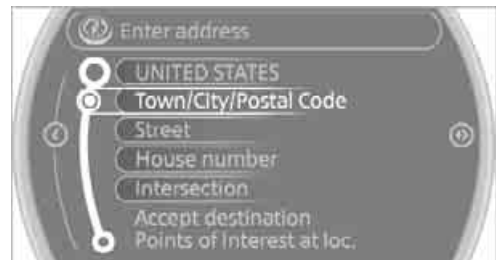 Enter address
UNITED STATES
Town/City/Postal Code
Street
House number
Intersection
Accept destination
Points of Interest at loc.